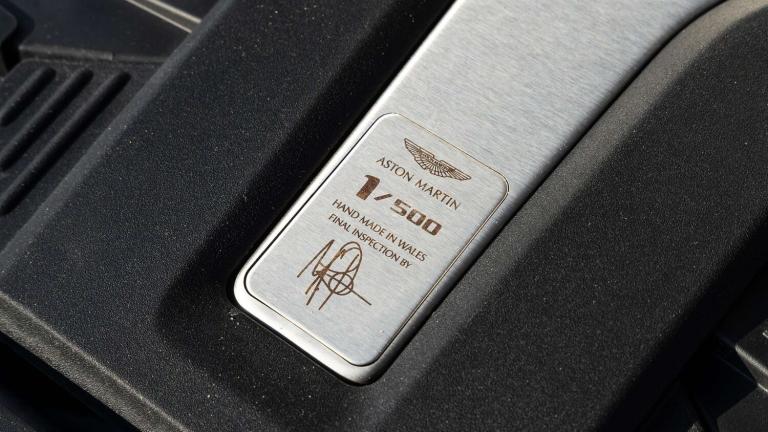 ASTON MARTIN
1/500
HAND MADE IN WALES
FINAL INSPECTION BY